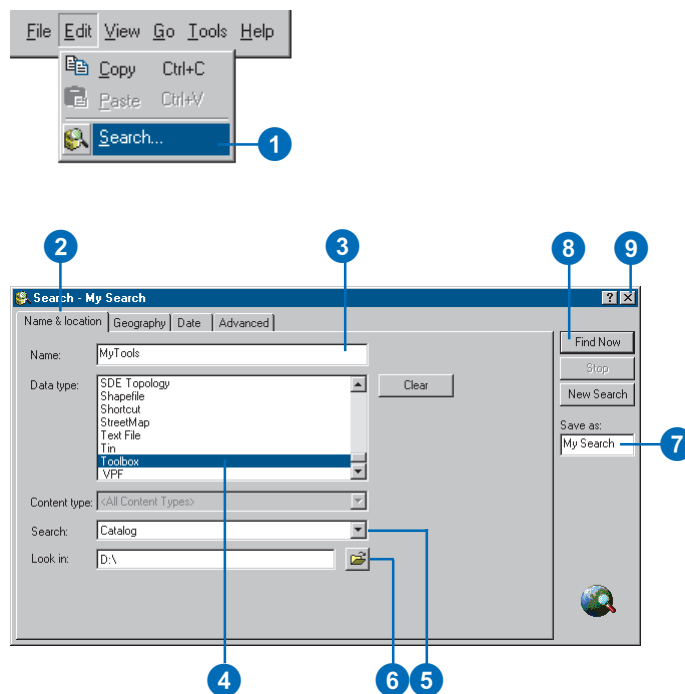 File Edit View Go Tools Help
Copy Ctrl+C
Paste Ctrl+V
Search...
1
2
3
8
9
Search - My Search
Name & location Geography Date Advanced
Name: MyTools
Find Now
Stop
Data type: SDE Topology
Shapefile
Shortcut
StreetMap
Text File
Tin
Toolbox
VPF
Clear
New Search
Save as:
My Search
7
Content type: <All Content Types>
Search: Catalog
Look in: D:\
4
6
5